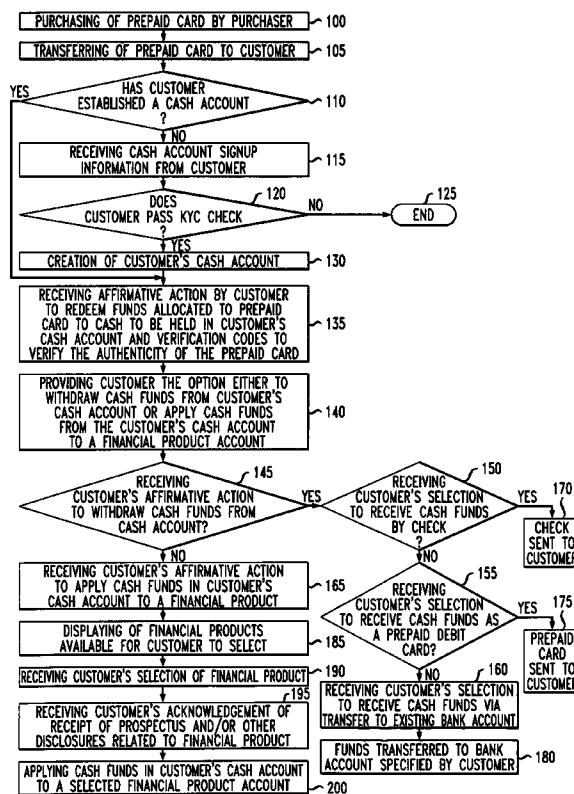 PURCHASING OF PREPAID CARD BY PURCHASER
100
TRANSFERRING OF PREPAID CARD TO CUSTOMER
105
YES
HAS CUSTOMER
ESTABLISHED A CASH ACCOUNT
?
110
NO
RECEIVING CASH ACCOUNT SIGNUP
INFORMATION FROM CUSTOMER
115
DOES
CUSTOMER PASS KYC CHECK
?
120
NO
125
END
YES
CREATION OF CUSTOMER'S CASH ACCOUNT
130
RECEIVING AFFIRMATIVE ACTION BY CUSTOMER
TO REDEEM FUNDS ALLOCATED TO PREPAID
CARD TO CASH TO BE HELD IN CUSTOMER'S
CASH ACCOUNT AND VERIFICATION CODES TO
VERIFY THE AUTHENTICITY OF THE PREPAID CARD
135
PROVIDING CUSTOMER THE OPTION EITHER TO
WITHDRAW CASH FUNDS FROM CUSTOMER'S
CASH ACCOUNT OR APPLY CASH FUNDS
FROM THE CUSTOMER'S CASH ACCOUNT
TO A FINANCIAL PRODUCT ACCOUNT
140
145
RECEIVING
CUSTOMER'S AFFIRMATIVE ACTION
TO WITHDRAW CASH FUNDS FROM
CASH ACCOUNT?
YES
150
RECEIVING
CUSTOMER'S SELECTION
TO RECEIVE CASH FUNDS
BY CHECK
?
YES
170
CHECK
SENT TO
CUSTOMER
NO
NO
RECEIVING CUSTOMER'S AFFIRMATIVE ACTION
TO APPLY CASH FUNDS IN CUSTOMER'S
CASH ACCOUNT TO A FINANCIAL PRODUCT
165
155
RECEIVING
CUSTOMER'S SELECTION
TO RECEIVE CASH FUNDS AS
A PREPAID DEBIT
CARD?
YES
175
PREPAID
CARD
SENT TO
CUSTOMER
DISPLAYING OF FINANCIAL PRODUCTS
AVAILABLE FOR CUSTOMER TO SELECT
185
190
RECEIVING CUSTOMER'S SELECTION OF FINANCIAL PRODUCT
NO
160
RECEIVING CUSTOMER'S SELECTION
TO RECEIVE CASH FUNDS VIA
TRANSFER TO EXISTING BANK ACCOUNT
195
RECEIVING CUSTOMER'S ACKNOWLEDGEMENT OF
RECEIPT OF PROSPECTUS AND/OR OTHER
DISCLOSURES RELATED TO FINANCIAL PRODUCT
FUNDS TRANSFERRED TO BANK
ACCOUNT SPECIFIED BY CUSTOMER
180
APPLYING CASH FUNDS IN CUSTOMER'S CASH ACCOUNT
TO A SELECTED FINANCIAL PRODUCT ACCOUNT
200